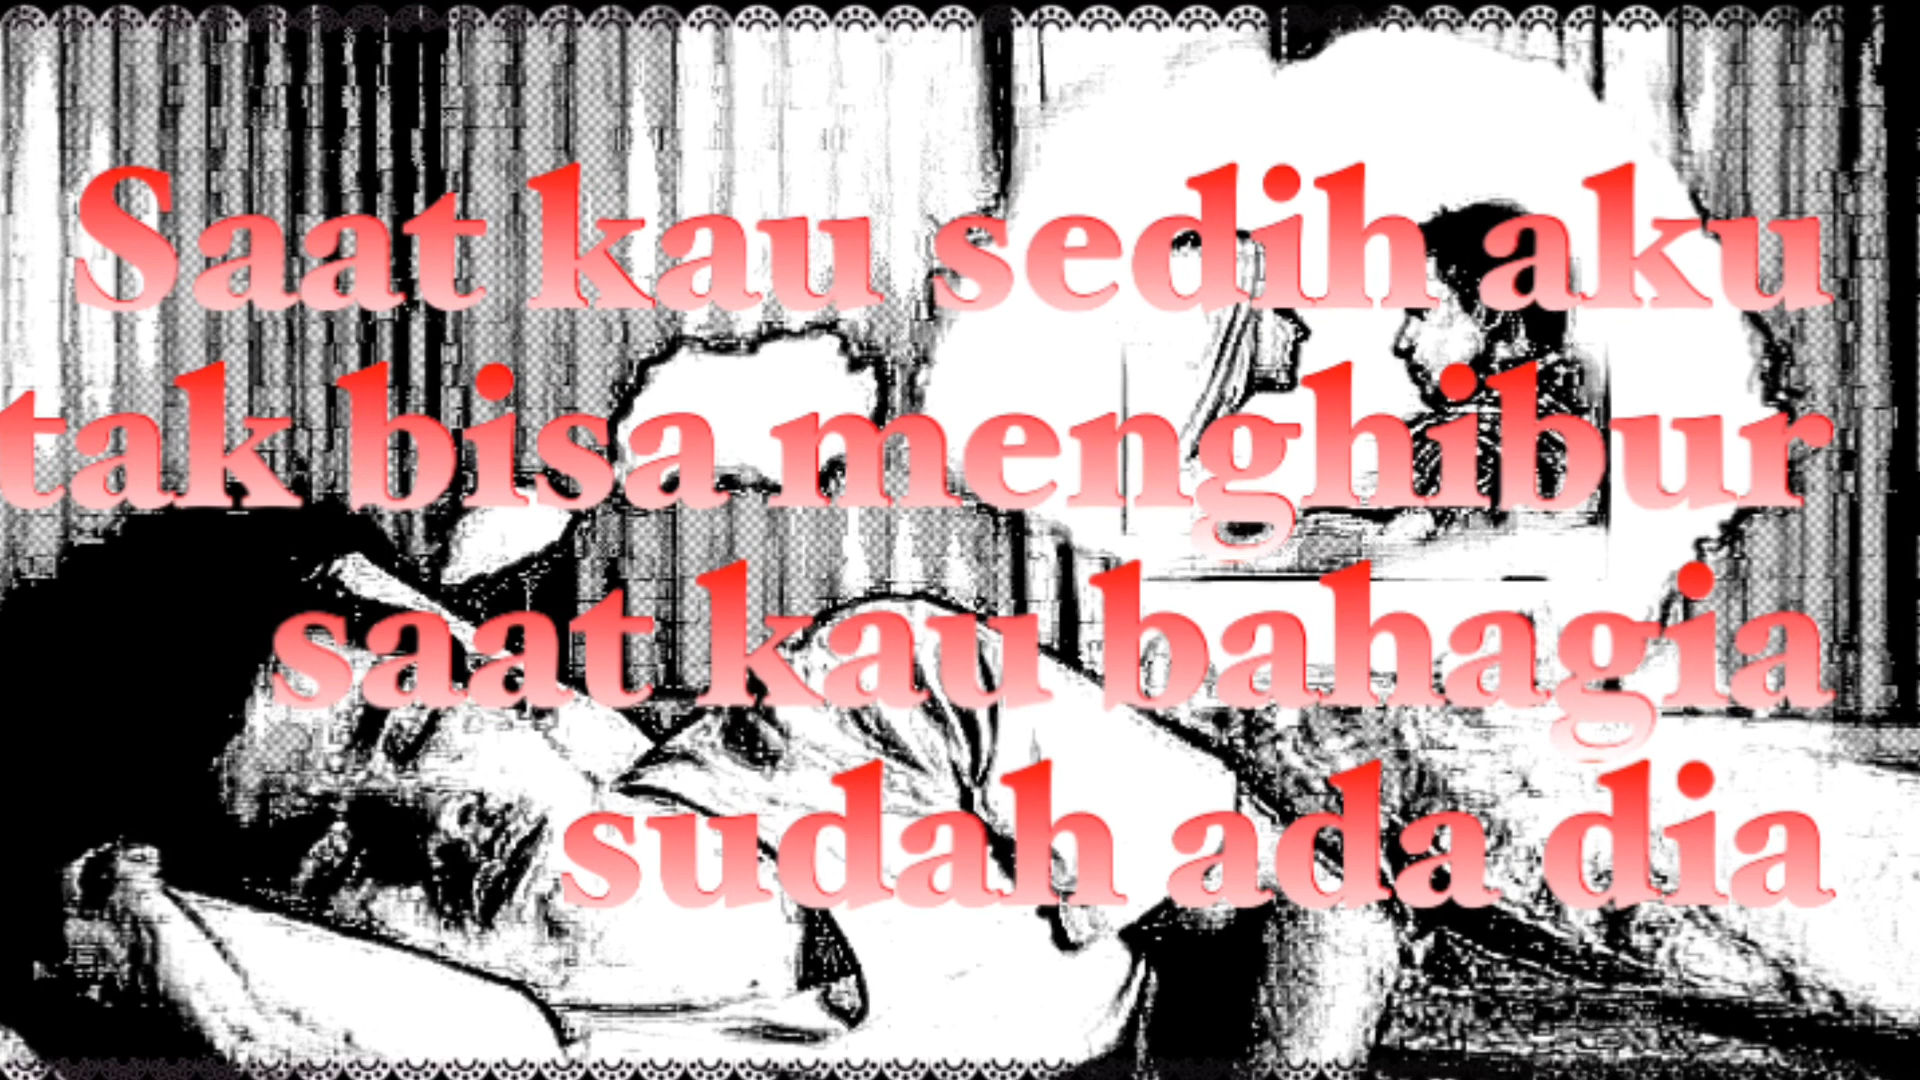 Saat kau sedih aku
tak bisa menghibur
saat kau bahagia
sudah ada dia